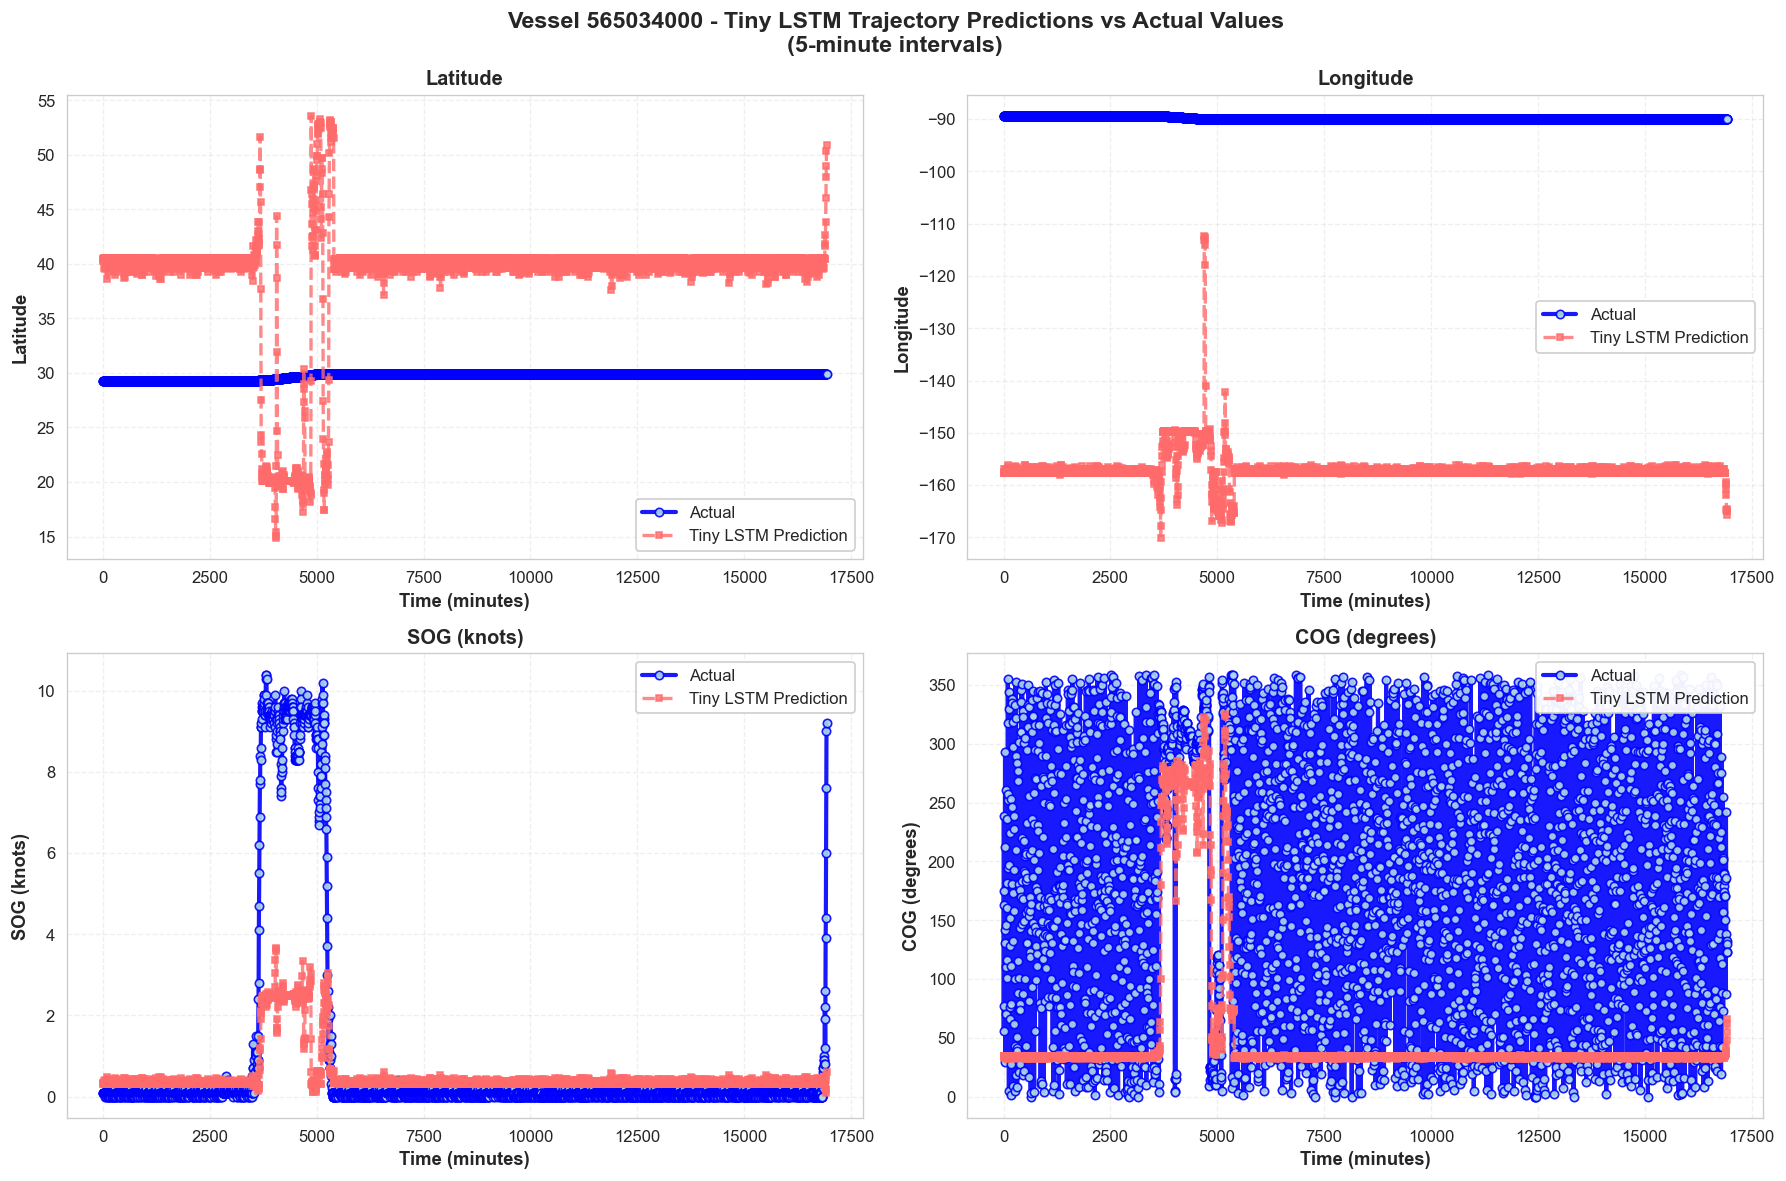 Vessel 565034000 - Tiny LSTM Trajectory Predictions vs Actual Values
(5-minute intervals)
Latitude
Latitude
55
50
45
40
35
30
25
20
15
0 2500 5000 7500 10000 12500 15000 17500
Time (minutes)
Actual
Tiny LSTM Prediction
Longitude
Longitude
−90
−100
−110
−120
−130
−140
−150
−160
−170
0 2500 5000 7500 10000 12500 15000 17500
Time (minutes)
Actual
Tiny LSTM Prediction
SOG (knots)
SOG (knots)
10
8
6
4
2
0
0 2500 5000 7500 10000 12500 15000 17500
Time (minutes)
Actual
Tiny LSTM Prediction
COG (degrees)
COG (degrees)
350
300
250
200
150
100
50
0
0 2500 5000 7500 10000 12500 15000 17500
Time (minutes)
Actual
Tiny LSTM Prediction